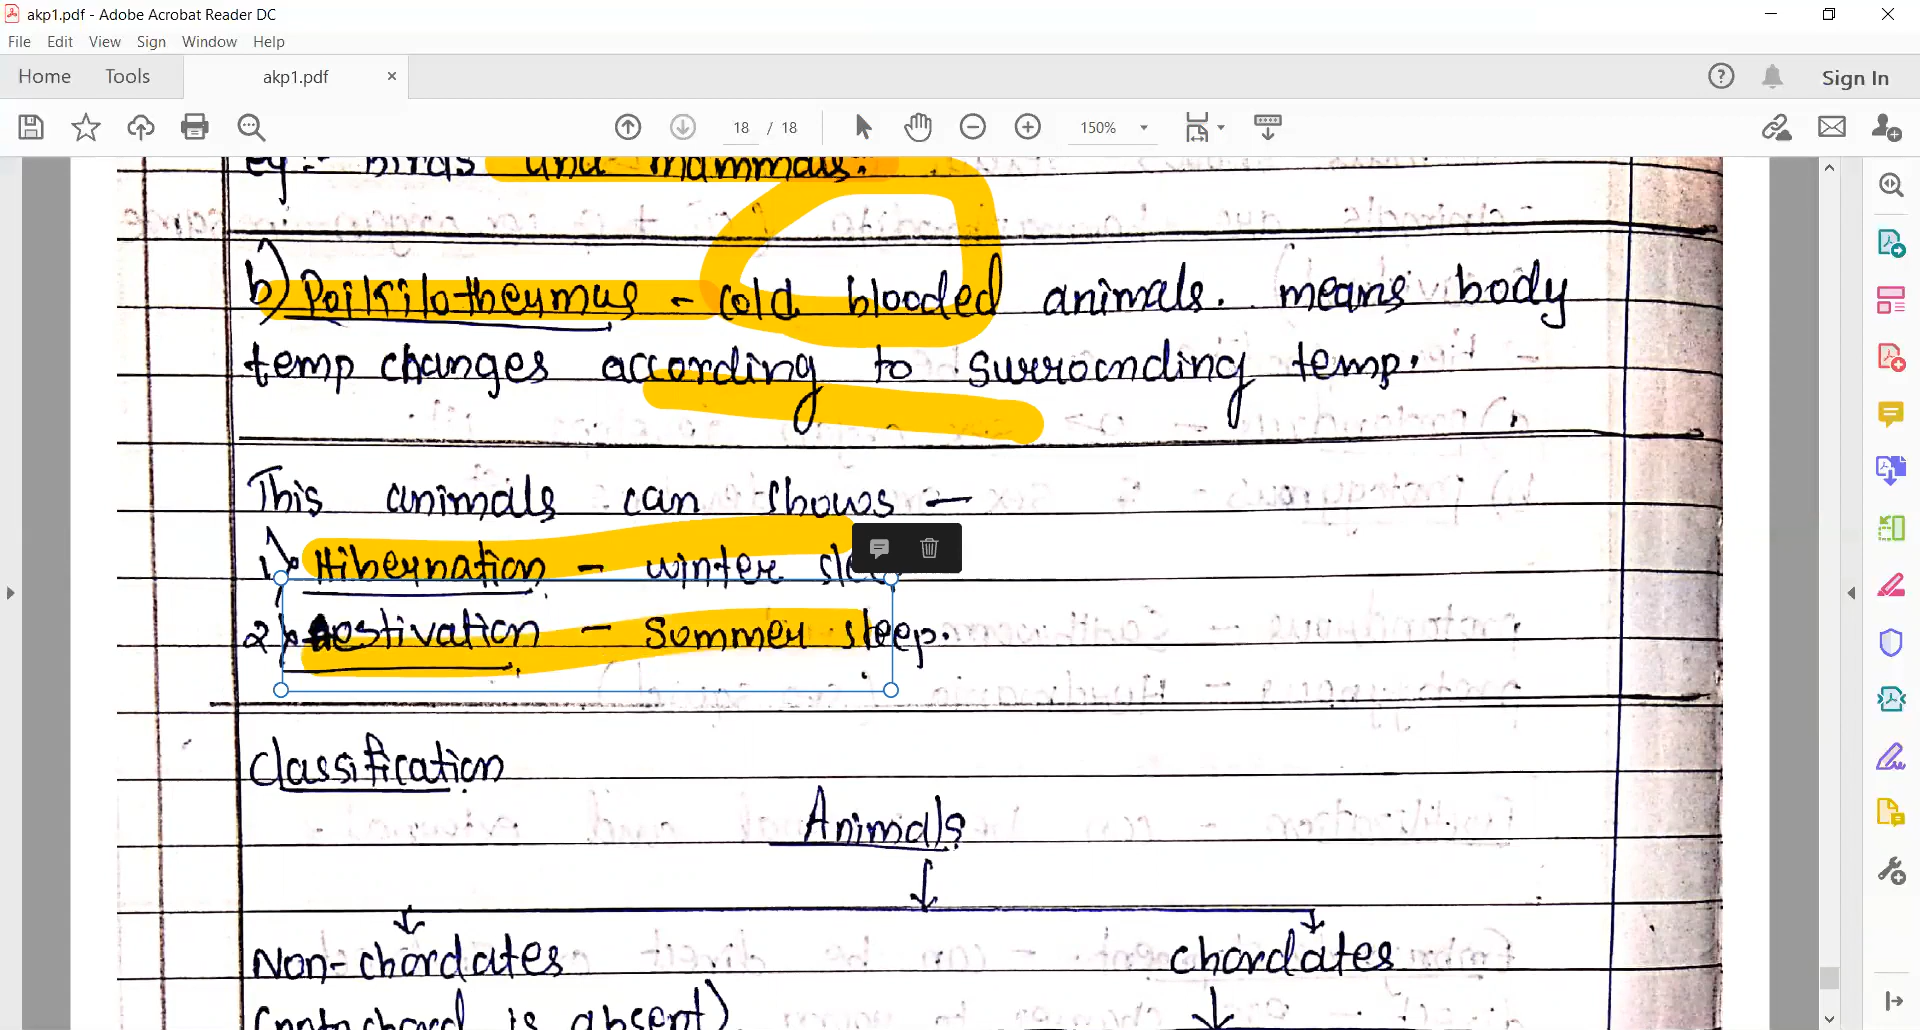 akp1.pdf - Adobe Acrobat Reader DC
File Edit View Sign Window Help
Home Tools akp1.pdf Sign In
18 / 18 150%
eg:- Birds and mammals.
b) Poikilothermus - cold blooded animals. means body
temp changes according to surrounding temp.
This animals can shows -
1) Hibernation - winter
2) Aestivation - Summer sleep.
Classification
Animals
Non-chordates chordates
(notochord is absent)